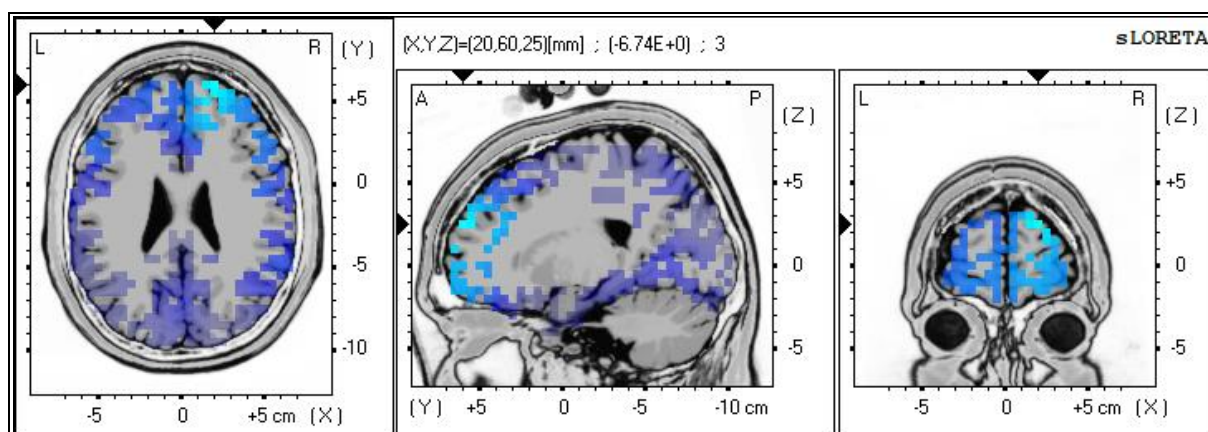 (X,Y,Z)=(20,60,25)[mm] ; (-6.74E+0) ; 3
sLORETA
L R (Y)
+5
0
-5
-10
-5 0 +5 cm (X)
A P (Z)
+5
0
-5
(Y) +5 0 -5 -10 cm
L R (Z)
+5
0
-5
-5 0 +5 cm (X)